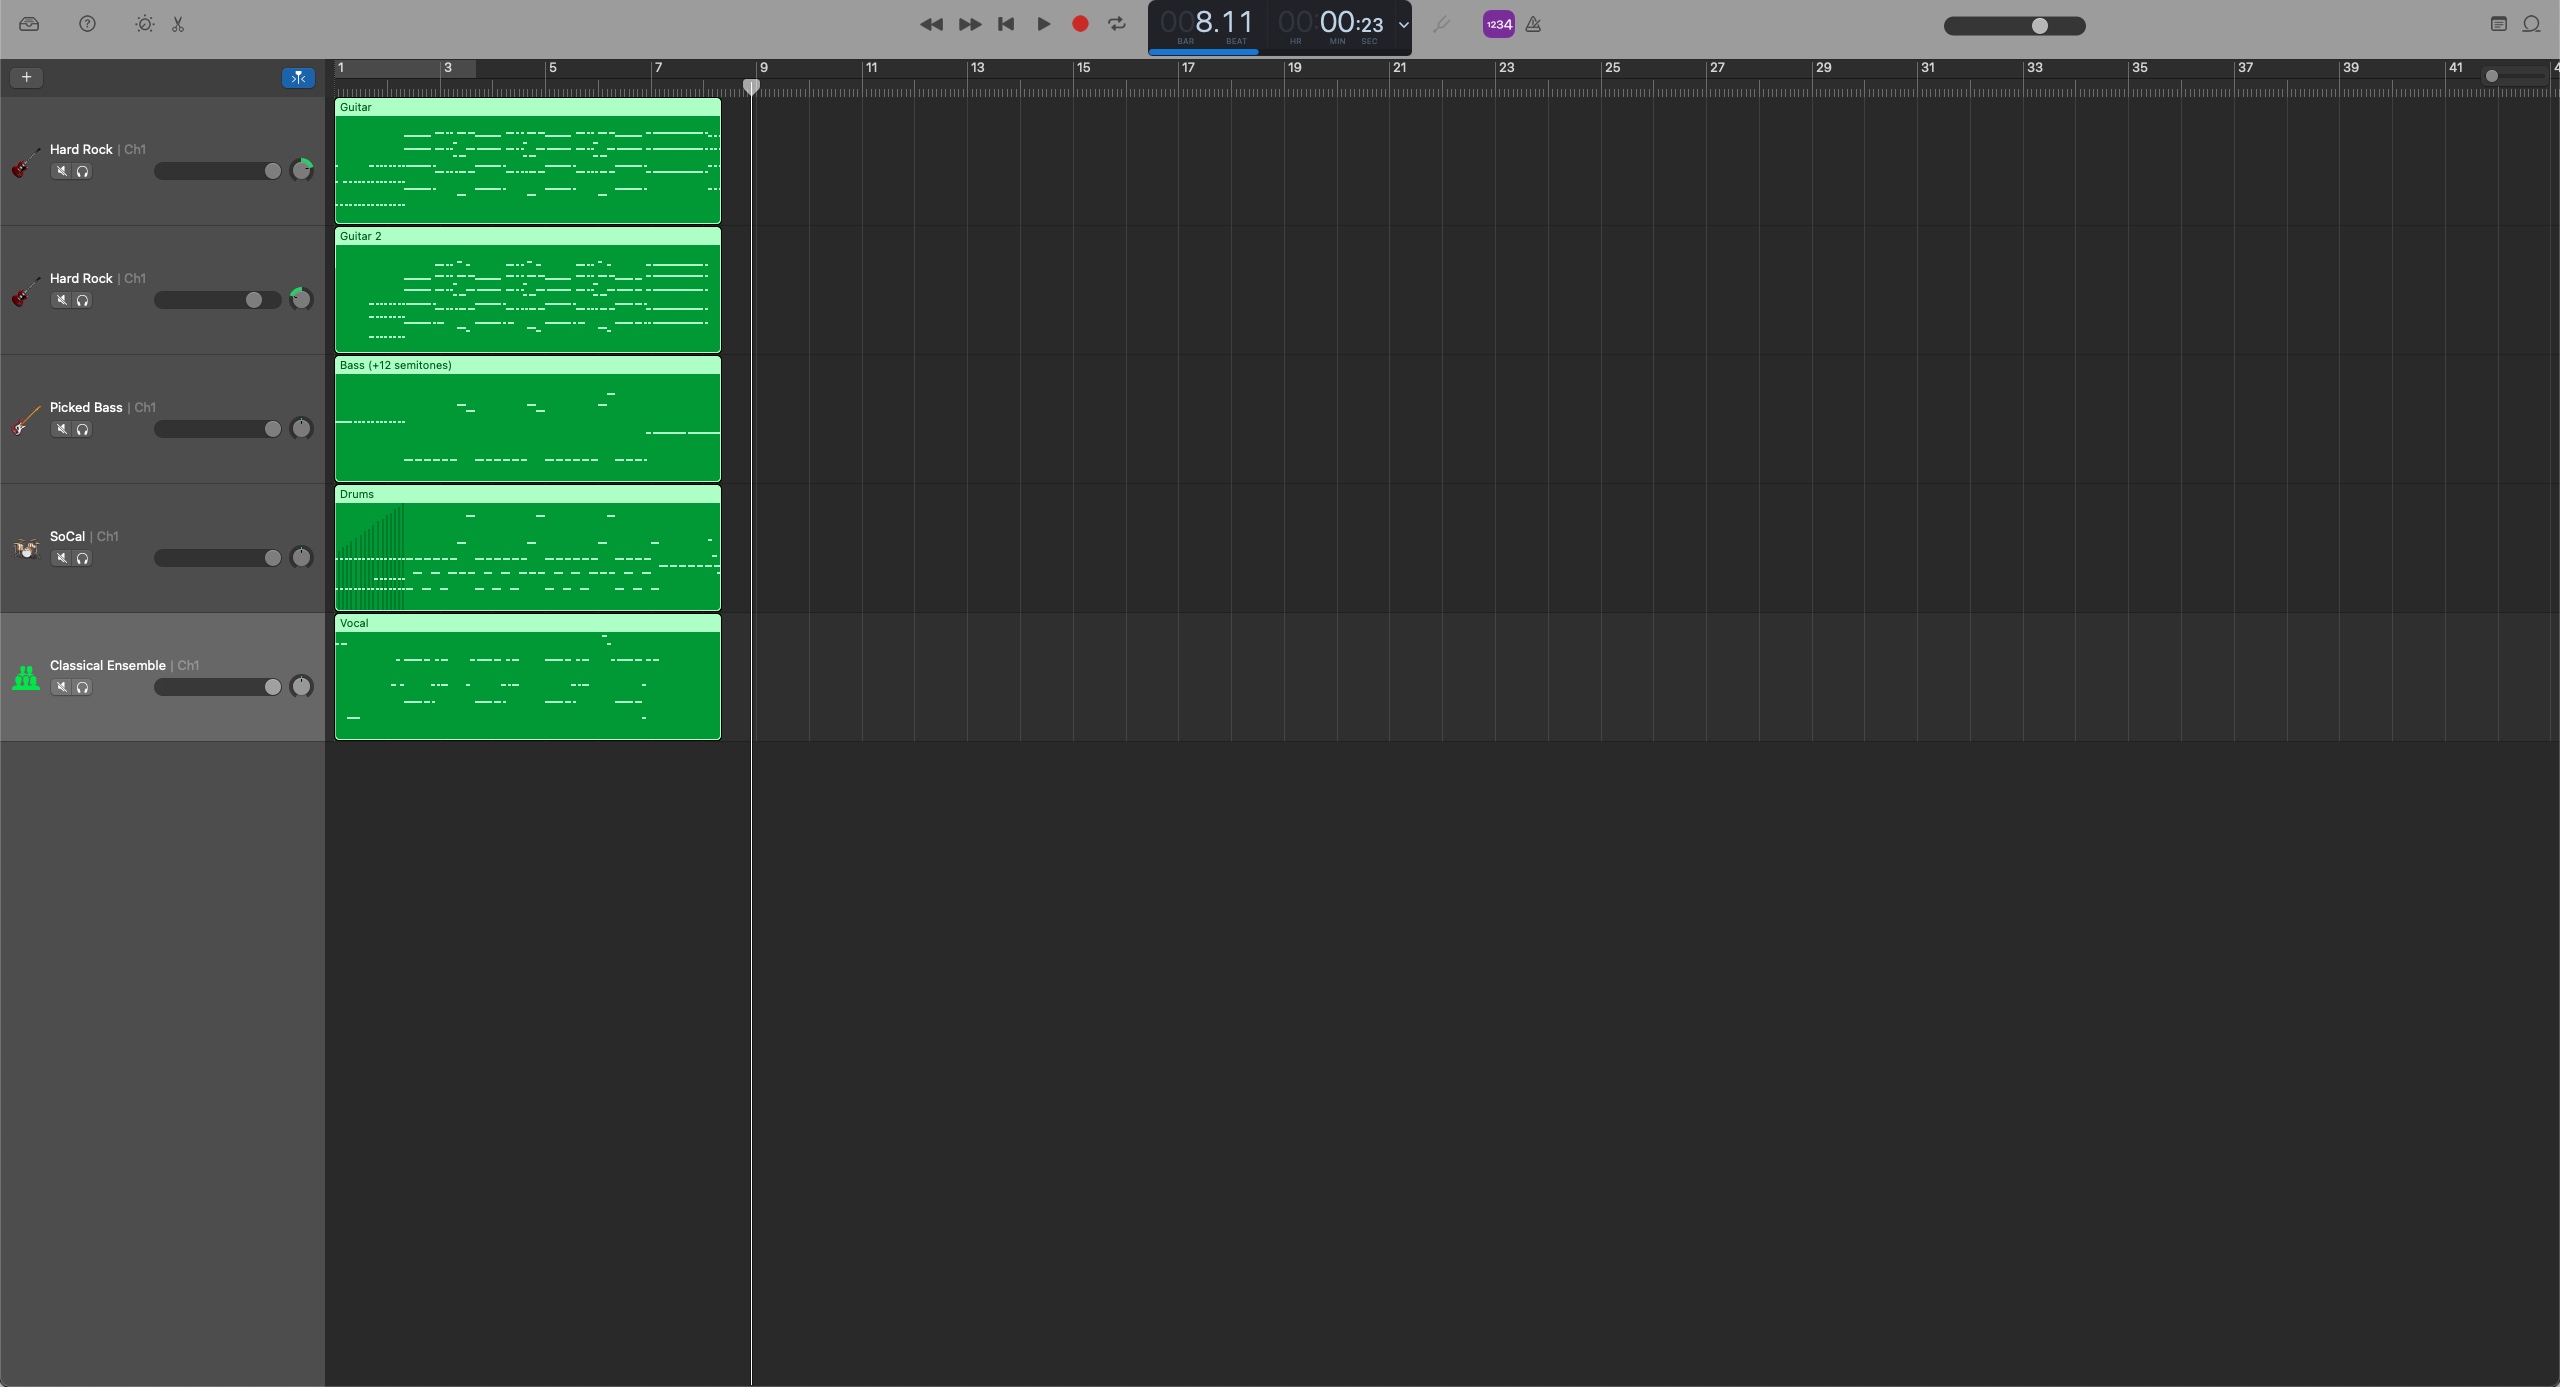 008.11 00 00:23
BAR BEAT HR MIN SEC
1234
1 3 5 7 9 11 13 15 17 19 21 23 25 27 29 31 33 35 37 39 41
Guitar
Hard Rock | Ch1
Guitar 2
Hard Rock | Ch1
Bass (+12 semitones)
Picked Bass | Ch1
Drums
SoCal | Ch1
Vocal
Classical Ensemble | Ch1